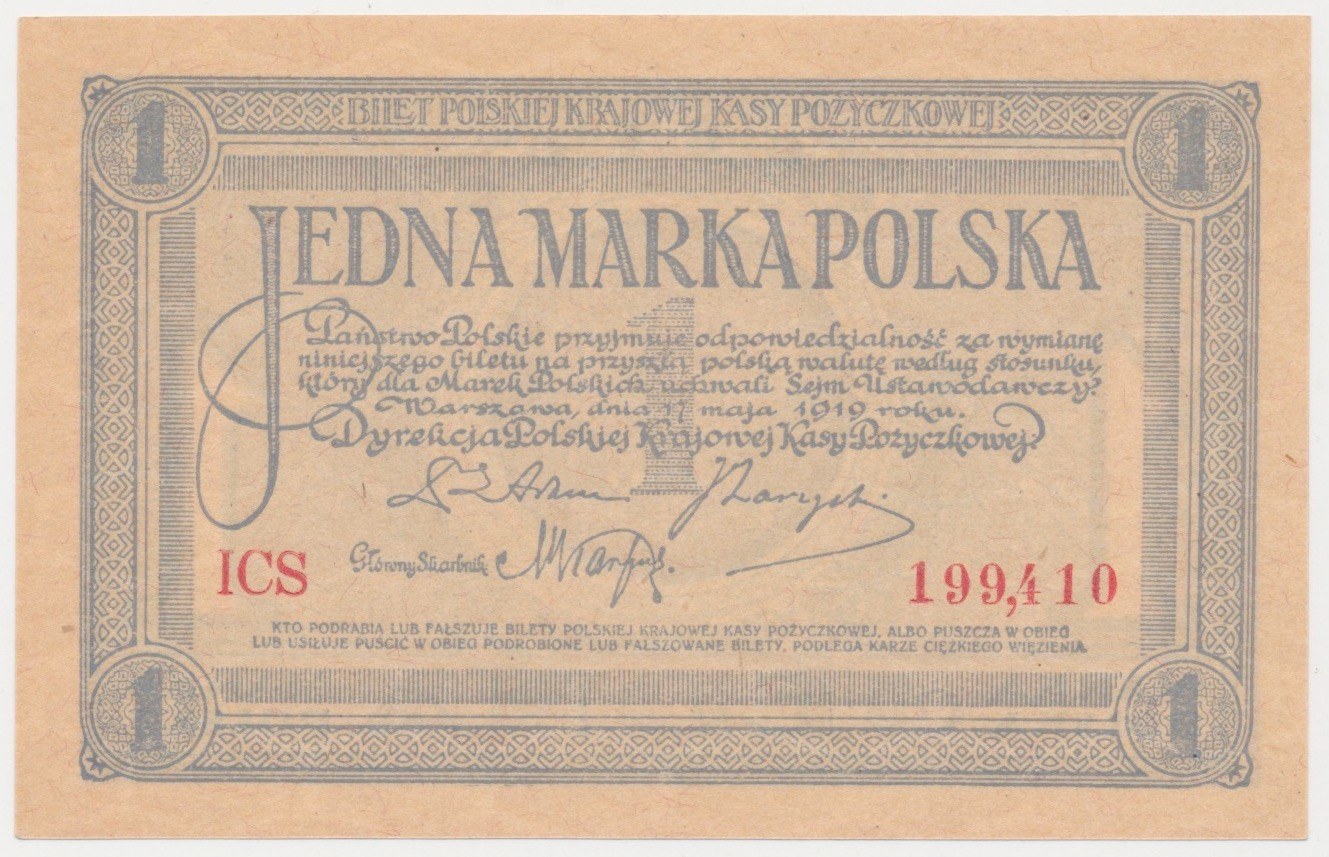 1 BILET POLSKIEJ KRAJOWEJ KASY POŻYCZKOWEJ 1
JEDNA MARKA POLSKA
1
Państwo Polskie przyjmuje odpowiedzialność za wymianę
niniejszego biletu na przyszłą polską walutę według stosunku,
który dla Marek Polskich uchwali Sejm Ustawodawczy.
Warszawa, dnia 17 maja 1919 roku.
Dyrekcja Polskiej Krajowej Kasy Pożyczkowej.
Główny Skarbnik
ICS 199,410
KTO PODRABIA LUB FAŁSZUJE BILETY POLSKIEJ KRAJOWEJ KASY POŻYCZKOWEJ, ALBO PUSZCZA W OBIEG
LUB USIŁUJE PUŚCIĆ W OBIEG PODROBIONE LUB FAŁSZOWANE BILETY, PODLEGA KARZE CIĘŻKIEGO WIĘZIENIA.
1 1